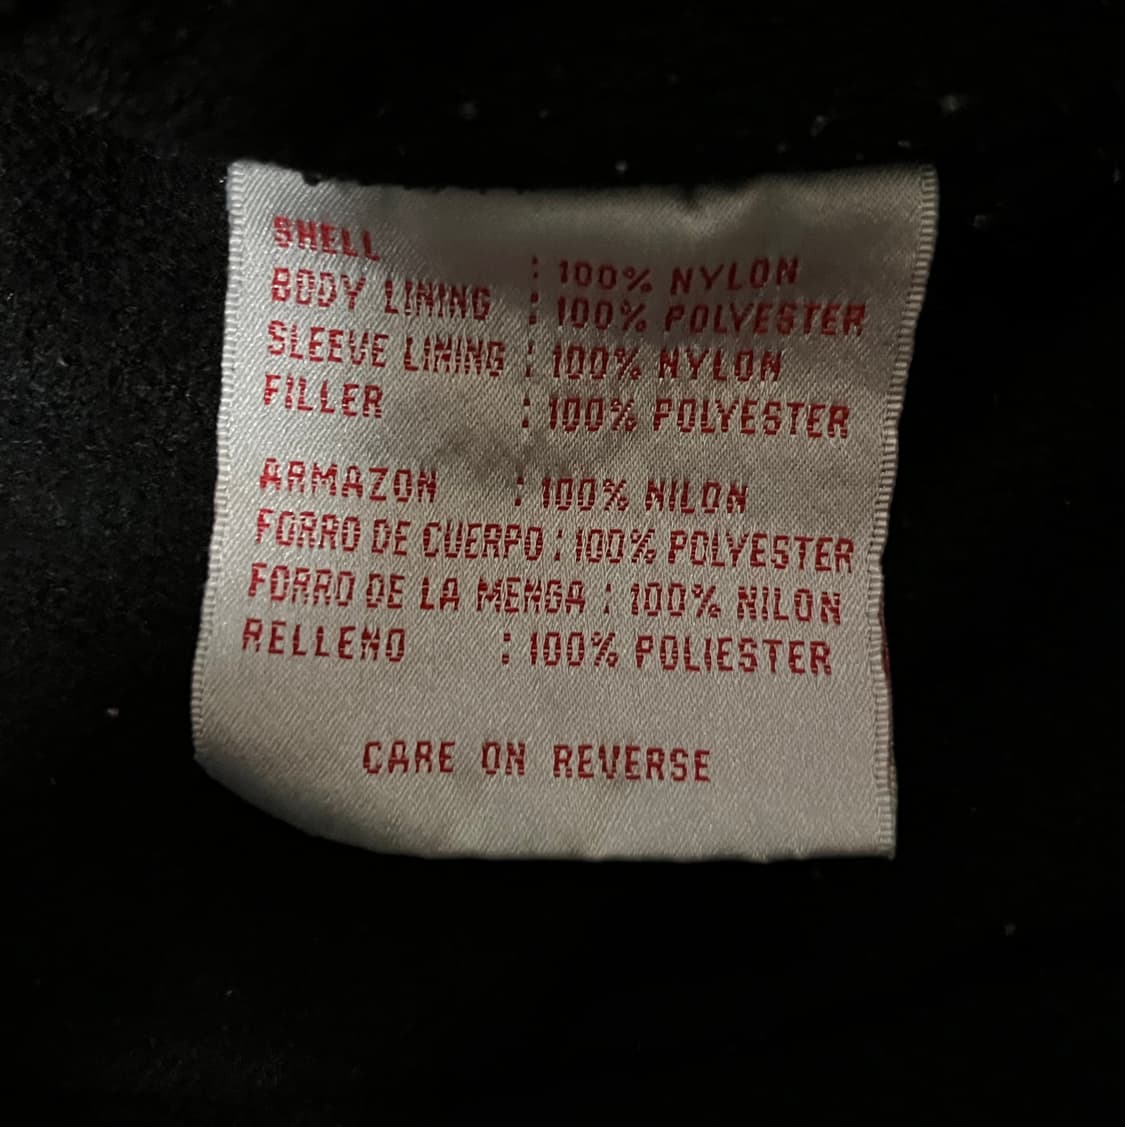 SHELL : 100% NYLON
BODY LINING : 100% POLYESTER
SLEEVE LINING : 100% NYLON
FILLER : 100% POLYESTER
ARMAZON : 100% NILON
FORRO DE CUERPO : 100% POLYESTER
FORRO DE LA MENGA : 100% NILON
RELLENO : 100% POLIESTER
CARE ON REVERSE